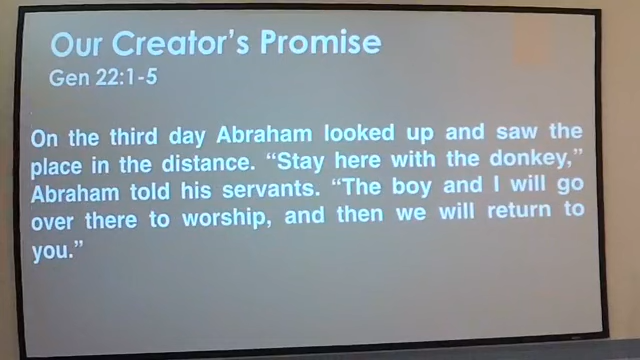 Our Creator's Promise
Gen 22:1-5
On the third day Abraham looked up and saw the
place in the distance. “Stay here with the donkey,”
Abraham told his servants. “The boy and I will go
over there to worship, and then we will return to
you.”